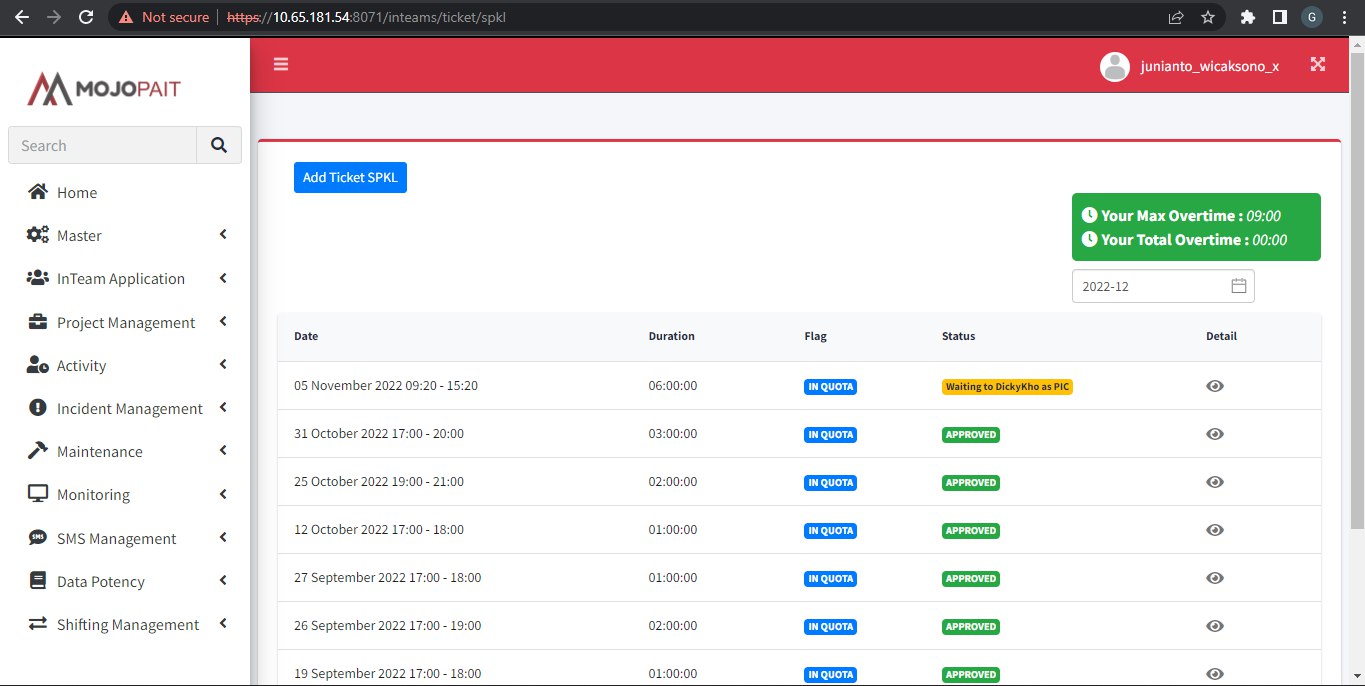 Not secure https://10.65.181.54:8071/inteams/ticket/spkl G
MOJOPAIT
junianto_wicaksono_x
Search
Home
Master
InTeam Application
Project Management
Activity
Incident Management
Maintenance
Monitoring
SMS SMS Management
Data Potency
Shifting Management
Add Ticket SPKL
Your Max Overtime : 09:00
Your Total Overtime : 00:00
2022-12
Date Duration Flag Status Detail
05 November 2022 09:20 - 15:20 06:00:00 IN QUOTA Waiting to DickyKho as PIC
31 October 2022 17:00 - 20:00 03:00:00 IN QUOTA APPROVED
25 October 2022 19:00 - 21:00 02:00:00 IN QUOTA APPROVED
12 October 2022 17:00 - 18:00 01:00:00 IN QUOTA APPROVED
27 September 2022 17:00 - 18:00 01:00:00 IN QUOTA APPROVED
26 September 2022 17:00 - 19:00 02:00:00 IN QUOTA APPROVED
19 September 2022 17:00 - 18:00 01:00:00 IN QUOTA APPROVED